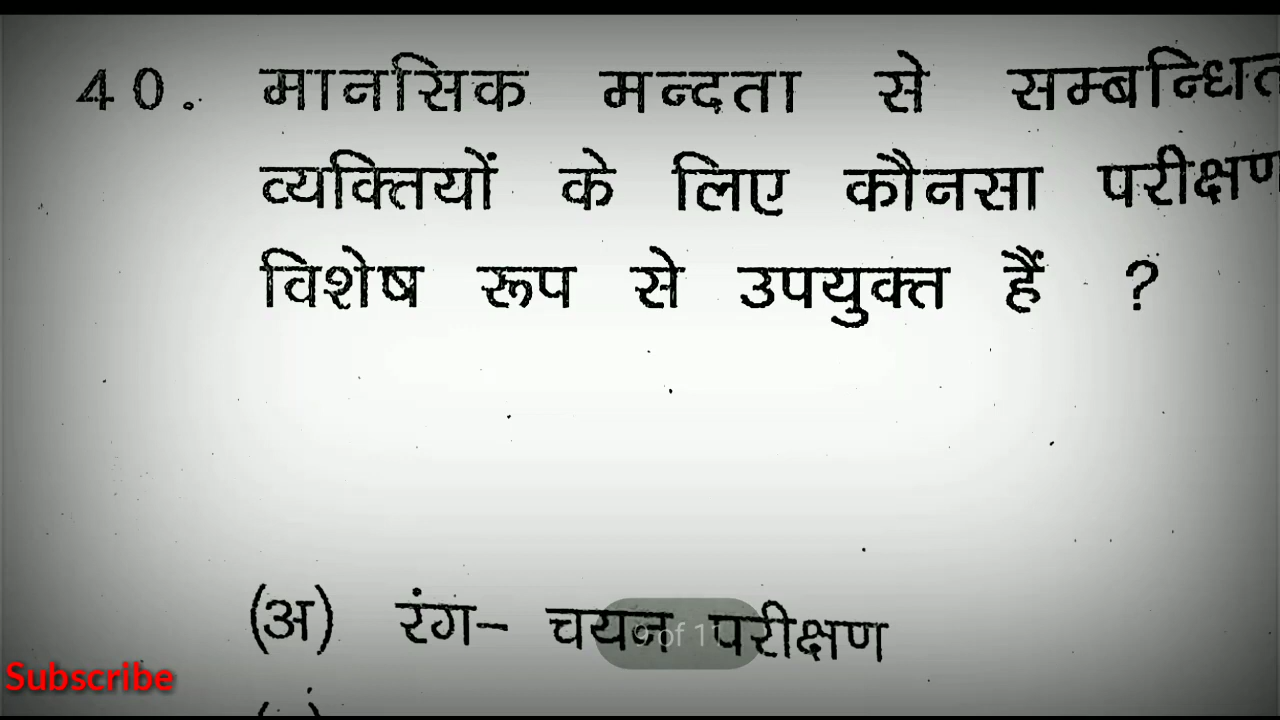 40. मानसिक मन्दता से सम्बन्धित
व्यक्तियों के लिए कौनसा परीक्षण
विशेष रूप से उपयुक्त हैं ?
(अ) रंग- चयन परीक्षण
Subscribe